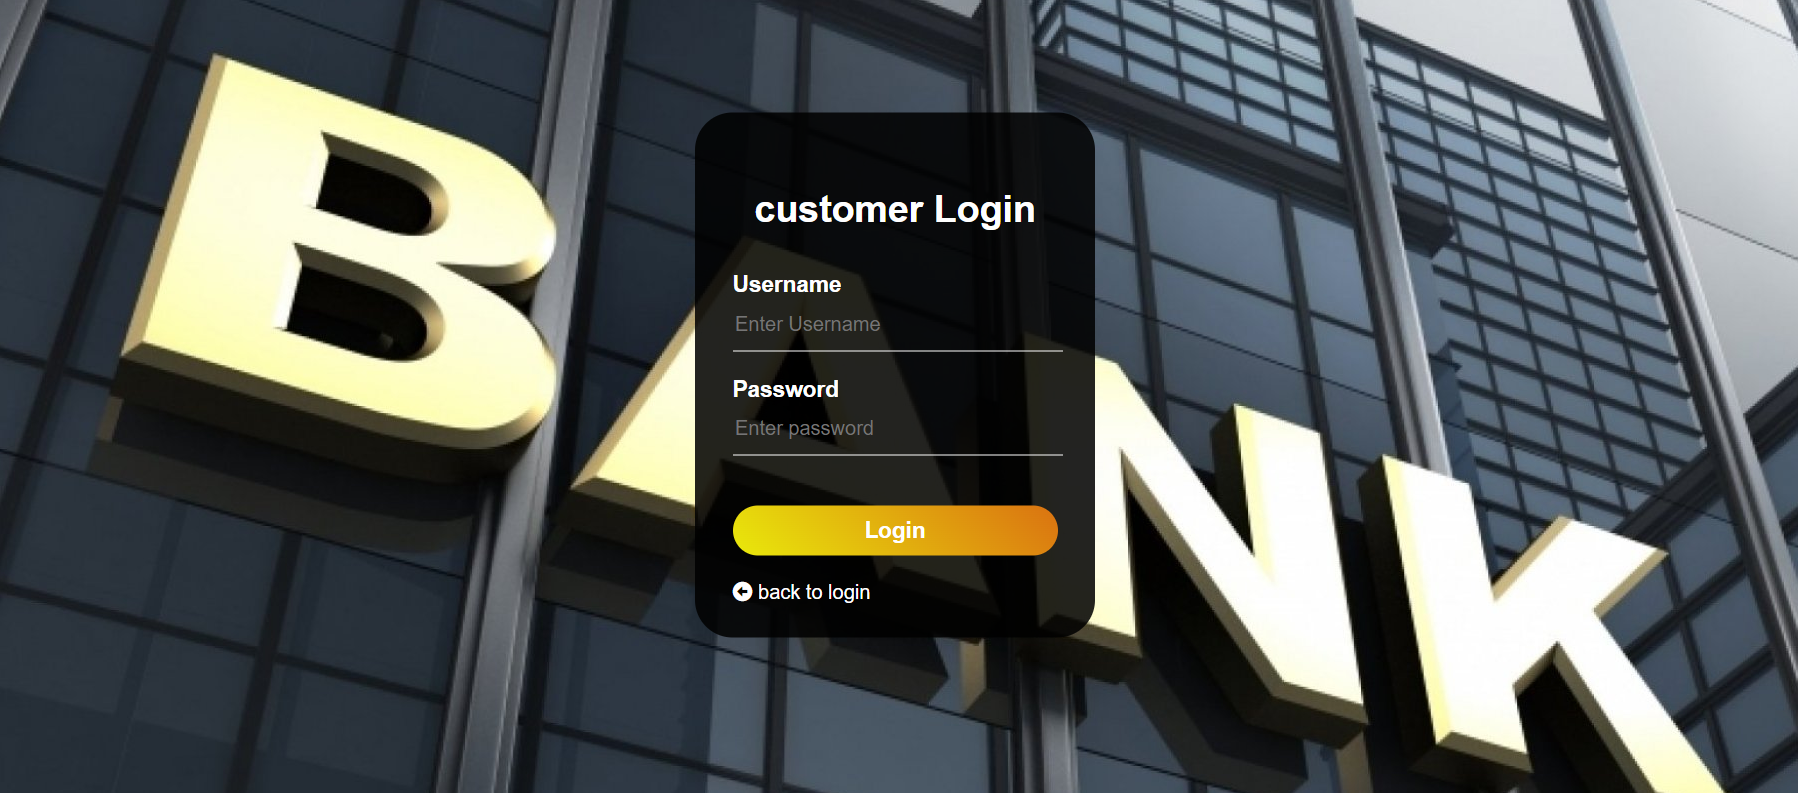 BANK
customer Login
Username
Enter Username
Password
Enter password
Login
back to login